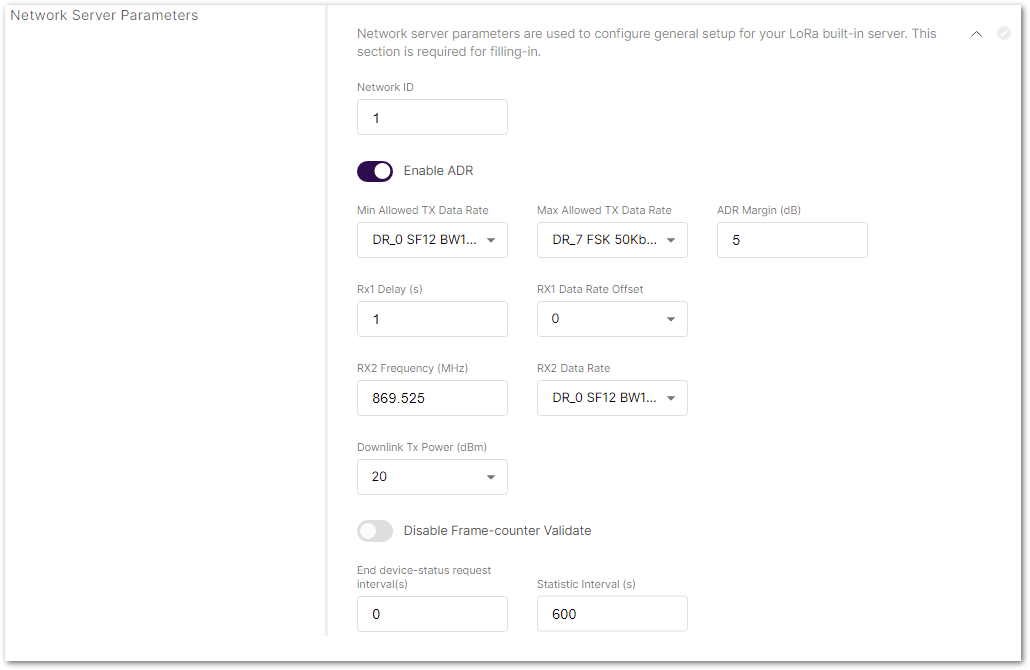 Network Server Parameters
Network server parameters are used to configure general setup for your LoRa built-in server. This
section is required for filling-in.
Network ID
1
Enable ADR
Min Allowed TX Data Rate
Max Allowed TX Data Rate
ADR Margin (dB)
DR_0 SF12 BW1...
DR_7 FSK 50Kb...
5
Rx1 Delay (s)
RX1 Data Rate Offset
1
0
RX2 Frequency (MHz)
RX2 Data Rate
869.525
DR_0 SF12 BW1...
Downlink Tx Power (dBm)
20
Disable Frame-counter Validate
End device-status request
interval(s)
Statistic Interval (s)
0
600